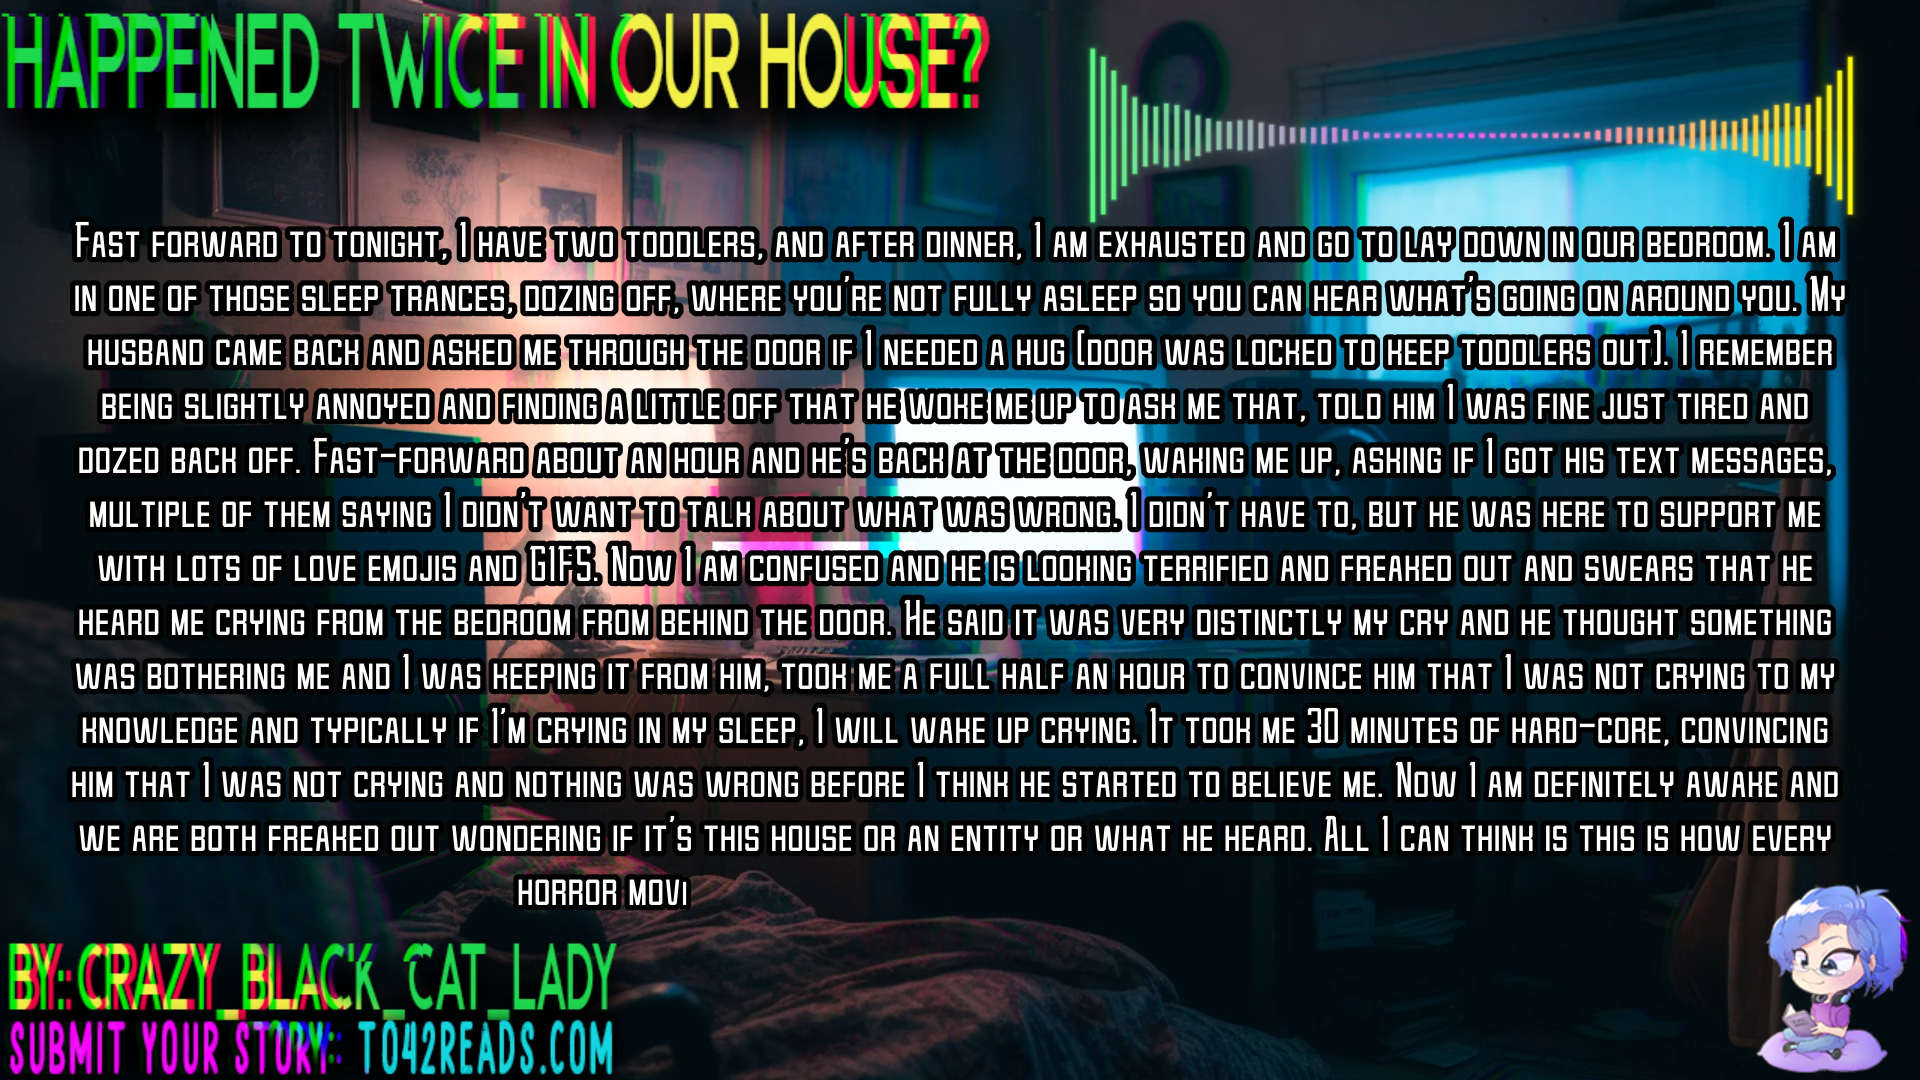 HAPPENED TWICE IN OUR HOUSE?
Fast forward to tonight, I have two toddlers, and after dinner, I am exhausted and go to lay down in our bedroom. I am
in one of those sleep trances, dozing off, where you're not fully asleep so you can hear what's going on around you. My
husband came back and asked me through the door if I needed a hug (door was locked to keep toddlers out). I remember
being slightly annoyed and finding a little off that he woke me up to ask me that, told him I was fine just tired and
dozed back off. Fast-forward about an hour and he's back at the door, waking me up, asking if I got his text messages,
multiple of them saying I didn't want to talk about what was wrong. I didn't have to, but he was here to support me
with lots of love emojis and GIFS. Now I am confused and he is looking terrified and freaked out and swears that he
heard me crying from the bedroom from behind the door. He said it was very distinctly my cry and he thought something
was bothering me and I was keeping it from him, took me a full half an hour to convince him that I was not crying to my
knowledge and typically if I'm crying in my sleep, I will wake up crying. It took me 30 minutes of hard-core, convincing
him that I was not crying and nothing was wrong before I think he started to believe me. Now I am definitely awake and
we are both freaked out wondering if it's this house or an entity or what he heard. All I can think is this is how every
horror movi
BY: CRAZY_BLACK_CAT_LADY
SUBMIT YOUR STORY: TO42READS.COM